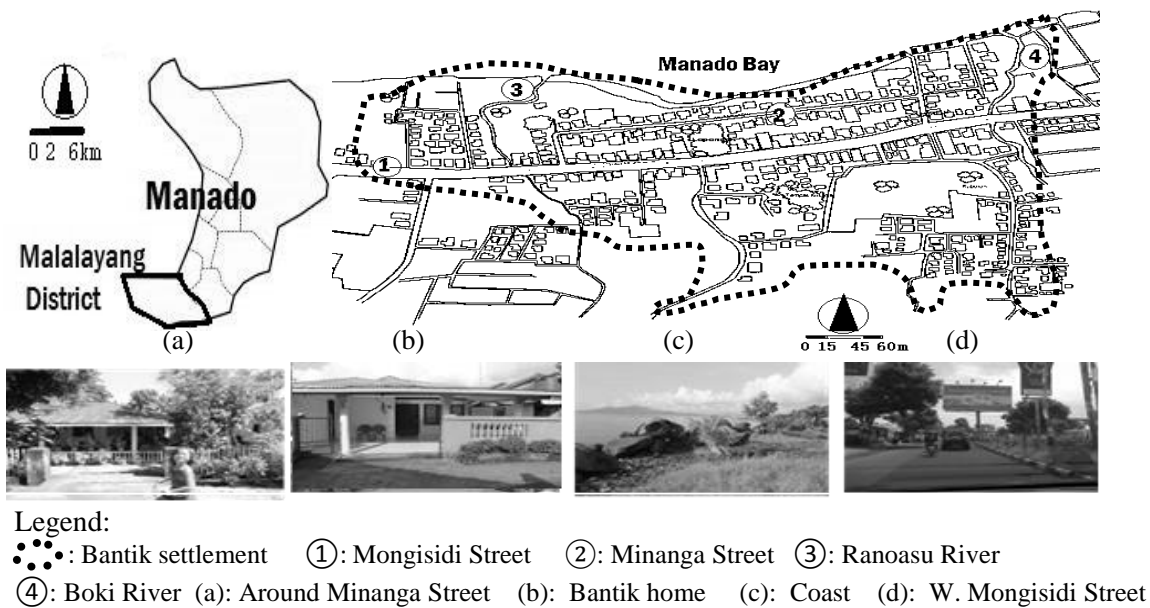 Manado Bay
④
③
②
0 2 6km
Manado
①
Malalayang
District
(a) (b) (c) (d)
0 15 45 60m
Legend:
: Bantik settlement ①: Mongisidi Street ②: Minanga Street ③: Ranoasu River
④: Boki River (a): Around Minanga Street (b): Bantik home (c): Coast (d): W. Mongisidi Street